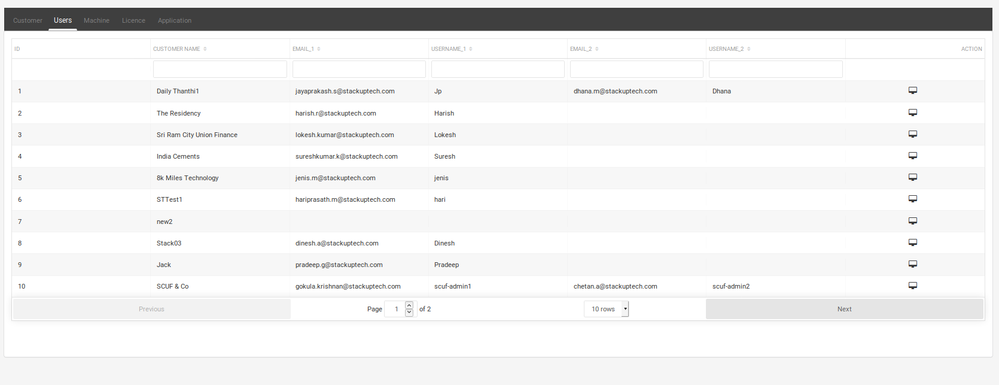 Customer Users Machine Licence Application
ID CUSTOMER NAME EMAIL_1 USERNAME_1 EMAIL_2 USERNAME_2 ACTION
1 Daily Thanthi1 jayaprakash.s@stackuptech.com Jp dhana.m@stackuptech.com Dhana
2 The Residency harish.r@stackuptech.com Harish
3 Sri Ram City Union Finance lokesh.kumar@stackuptech.com Lokesh
4 India Cements sureshkumar.k@stackuptech.com Suresh
5 8k Miles Technology jenis.m@stackuptech.com jenis
6 STTest1 hariprasath.m@stackuptech.com hari
7 new2
8 Stack03 dinesh.a@stackuptech.com Dinesh
9 Jack pradeep.g@stackuptech.com Pradeep
10 SCUF & Co gokula.krishnan@stackuptech.com scuf-admin1 chetan.a@stackuptech.com scuf-admin2
Previous Page 1 of 2 10 rows Next